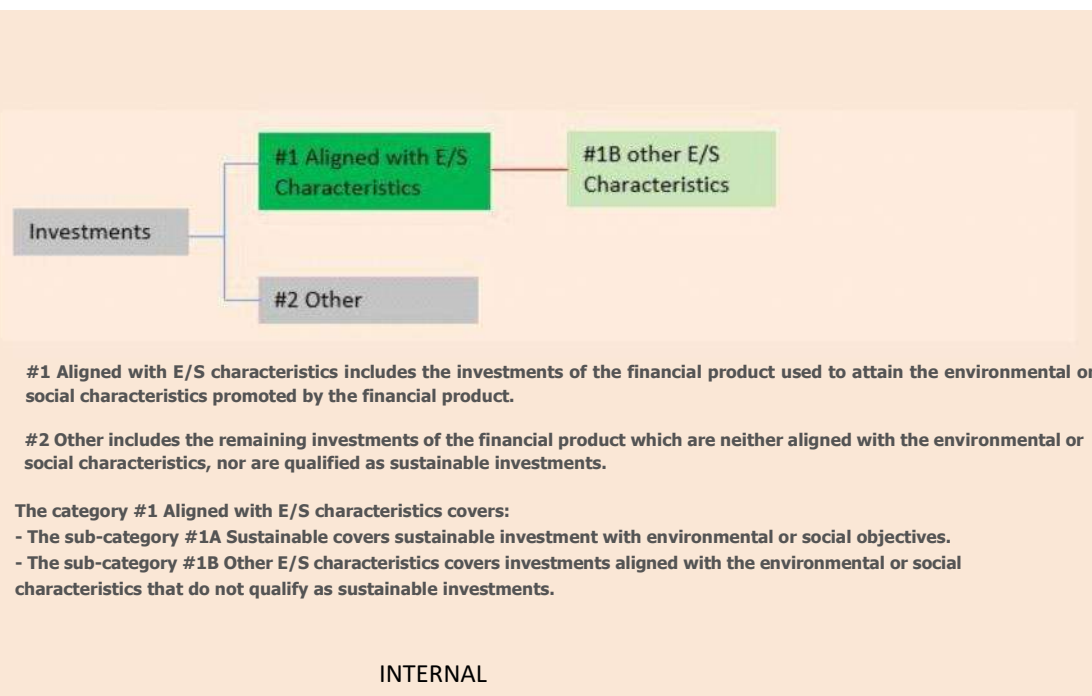 #1 Aligned with E/S
Characteristics
#1B other E/S
Characteristics
Investments
#2 Other
#1 Aligned with E/S characteristics includes the investments of the financial product used to attain the environmental or
social characteristics promoted by the financial product.
#2 Other includes the remaining investments of the financial product which are neither aligned with the environmental or
social characteristics, nor are qualified as sustainable investments.
The category #1 Aligned with E/S characteristics covers:
- The sub-category #1A Sustainable covers sustainable investment with environmental or social objectives.
- The sub-category #1B Other E/S characteristics covers investments aligned with the environmental or social
characteristics that do not qualify as sustainable investments.
INTERNAL